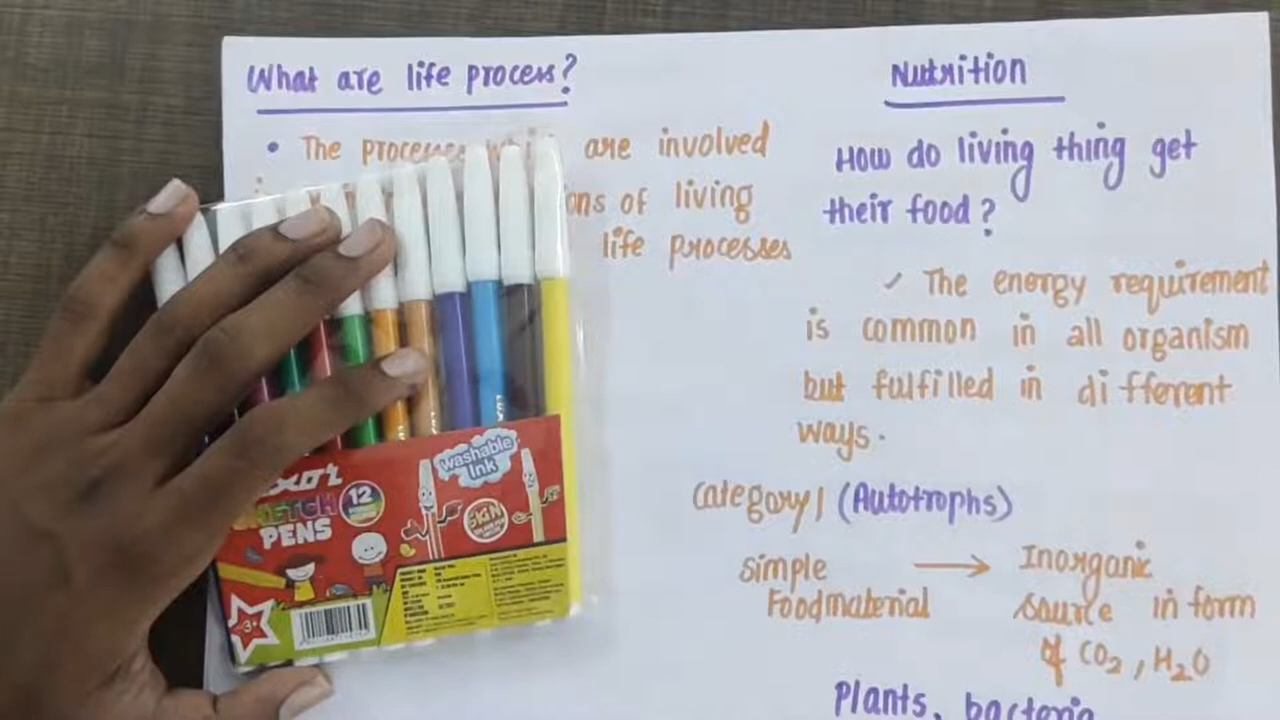 What are life process?
• The processes are involved
ons of living
life processes
Nutrition
How do living thing get
their food?
✓ The energy requirement
is common in all organism
but fulfilled in different
ways.
Category 1 (Autotrophs)
simple → Inorganic
Foodmaterial source in form
of CO₂, H₂O
Plants, bacteria
washable
Ink
12
PENS
SKIN
3+